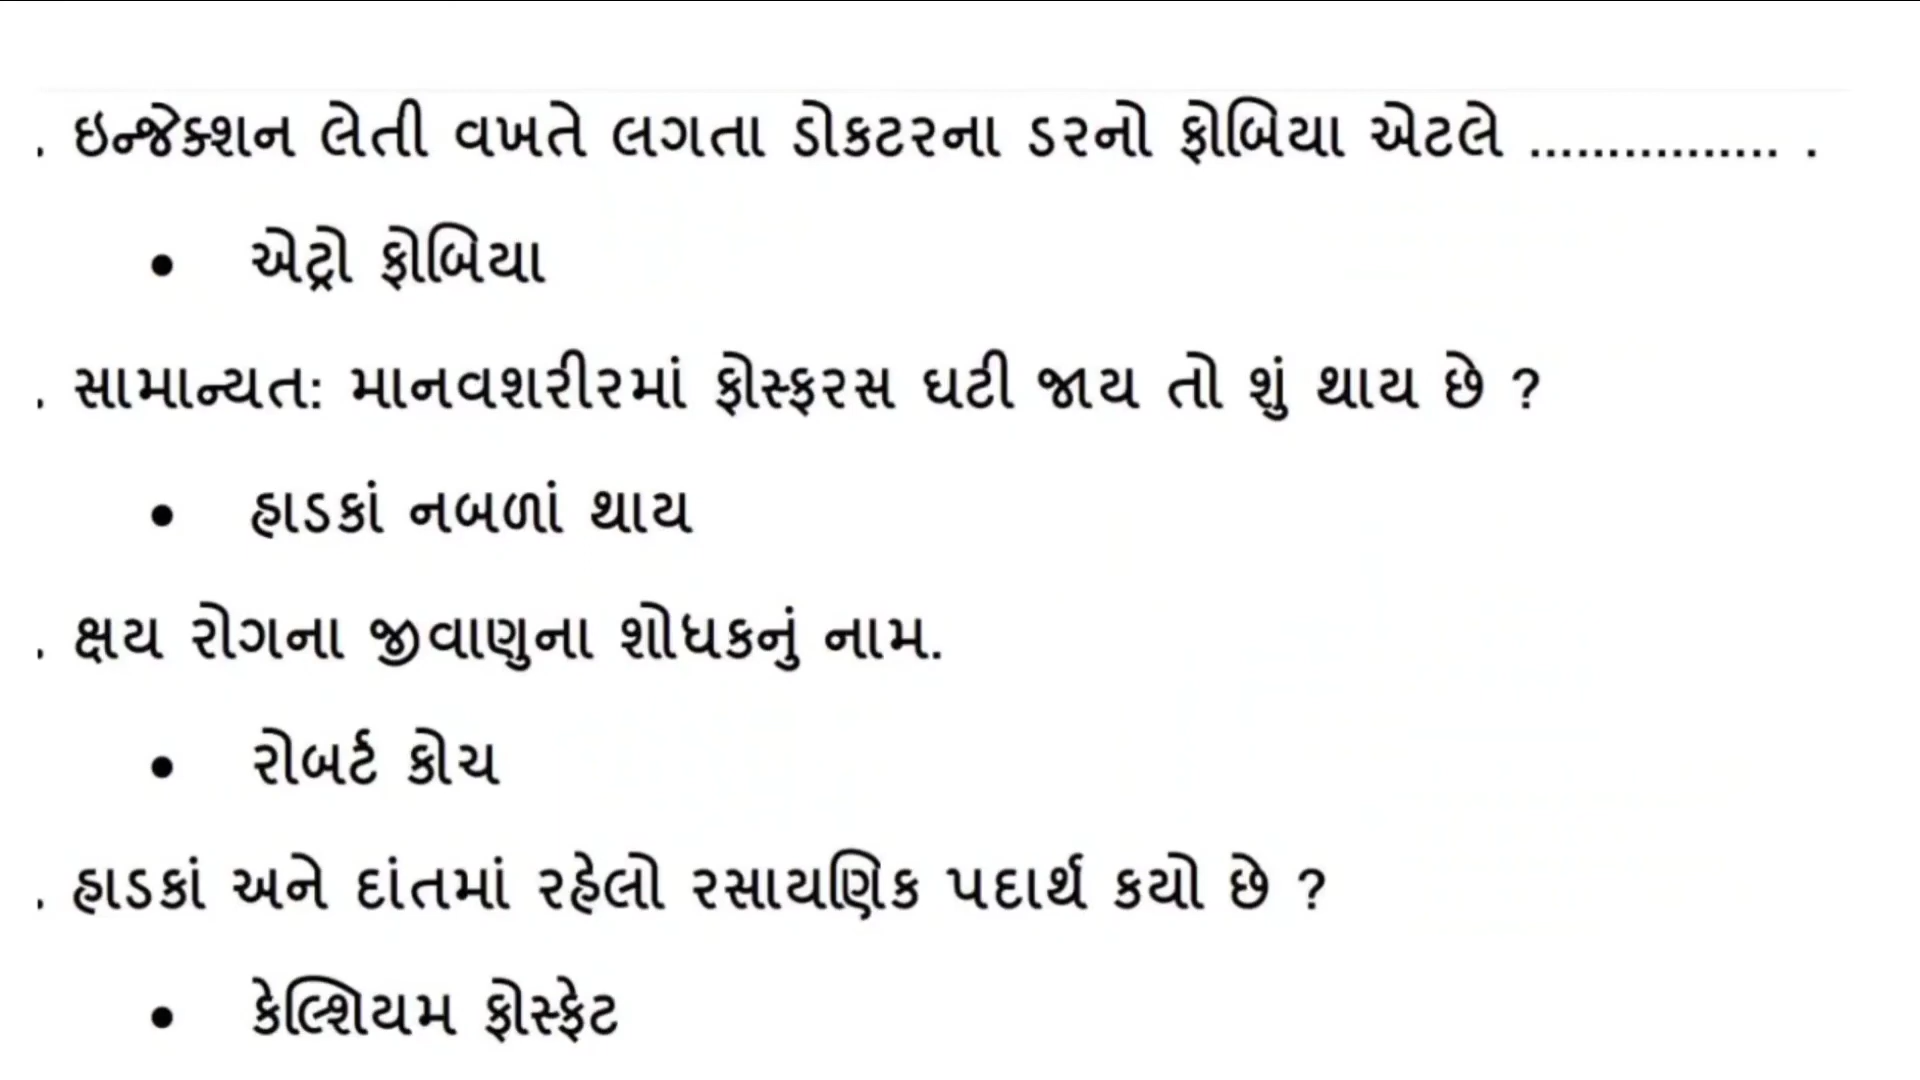 . ઇન્જેક્શન લેતી વખતે લગતા ડોકટરના ડરનો ફોબિયા એટલે ................ .
• એટ્રો ફોબિયા
. સામાન્યત: માનવશરીરમાં ફોસ્ફરસ ઘટી જાય તો શું થાય છે ?
• હાડકાં નબળાં થાય
. ક્ષય રોગના જીવાણુના શોધકનું નામ.
• રોબર્ટ કોચ
. હાડકાં અને દાંતમાં રહેલો રસાયણિક પદાર્થ કયો છે ?
• કેલ્શિયમ ફોસ્ફેટ